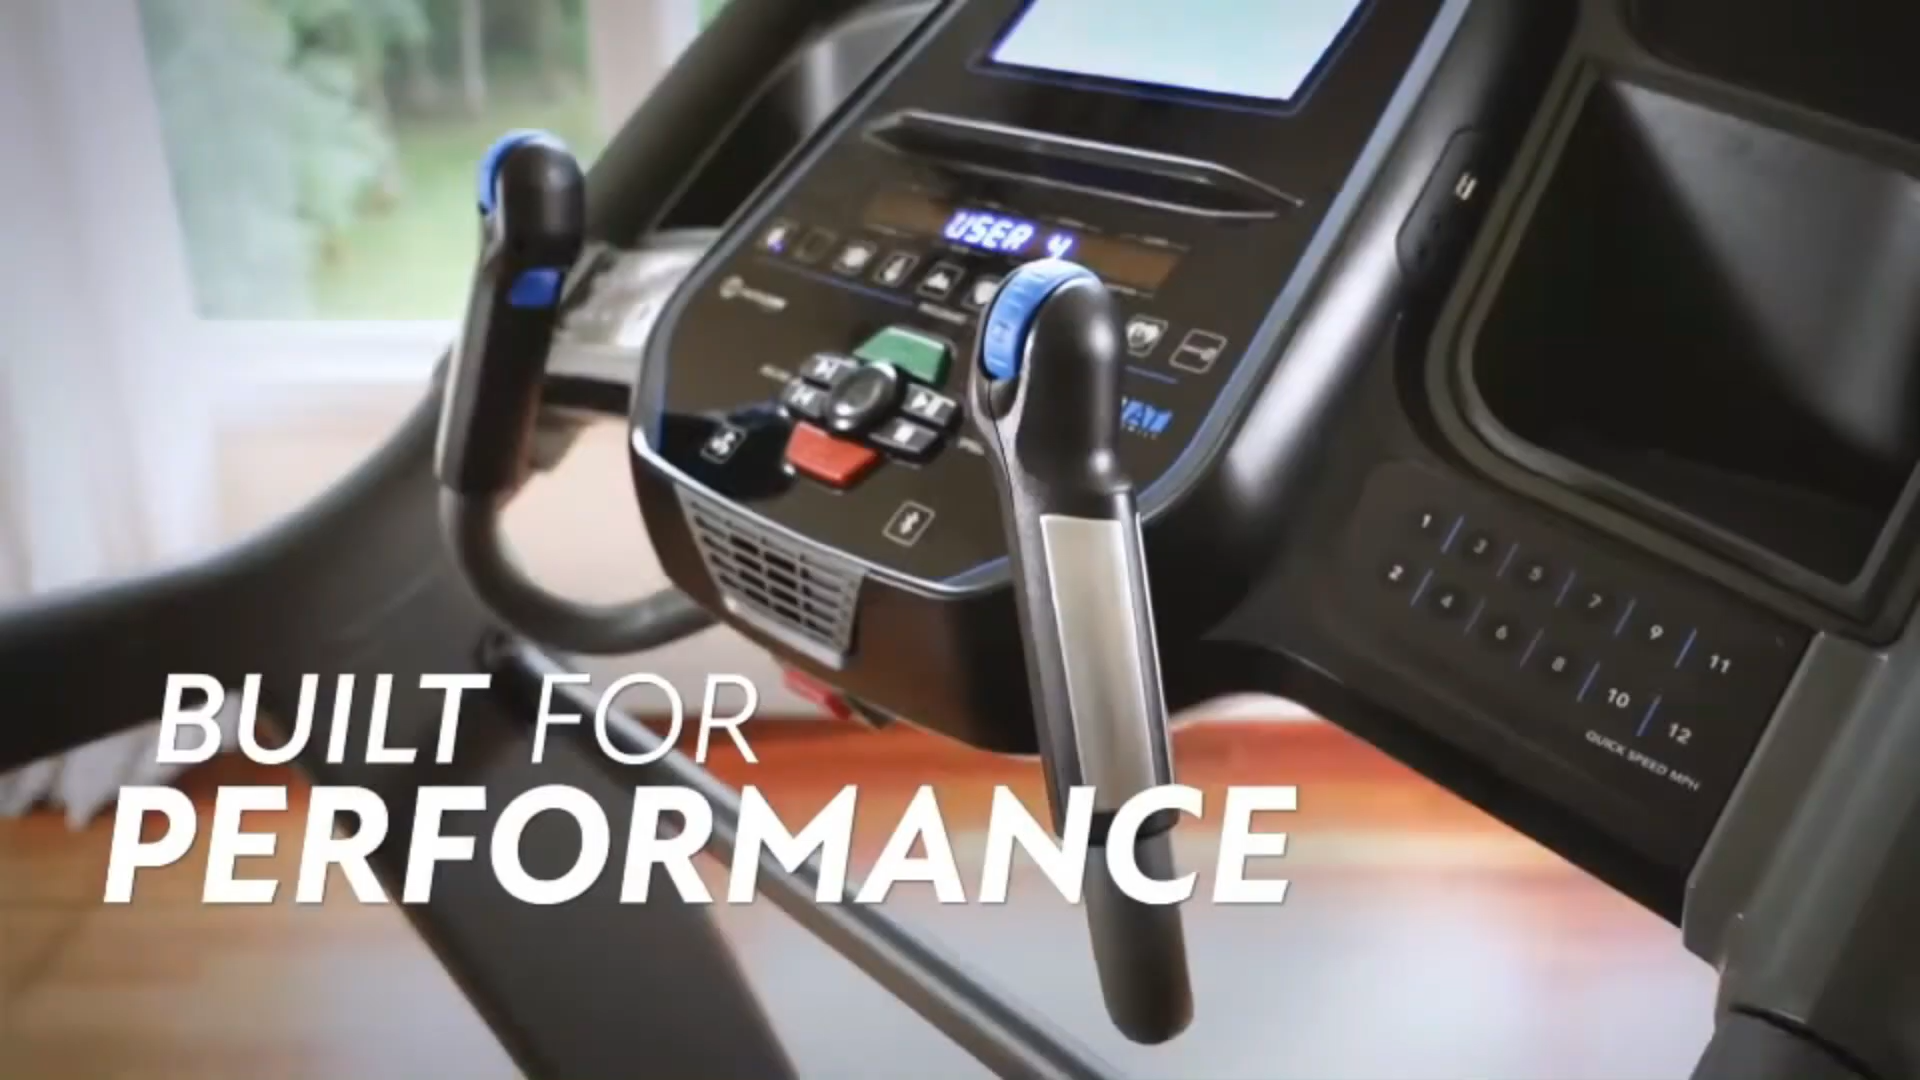 USER 4
1 3 5 7 9 11
2 4 6 8 10 12
QUICK SPEED MPH
BUILT FOR
PERFORMANCE